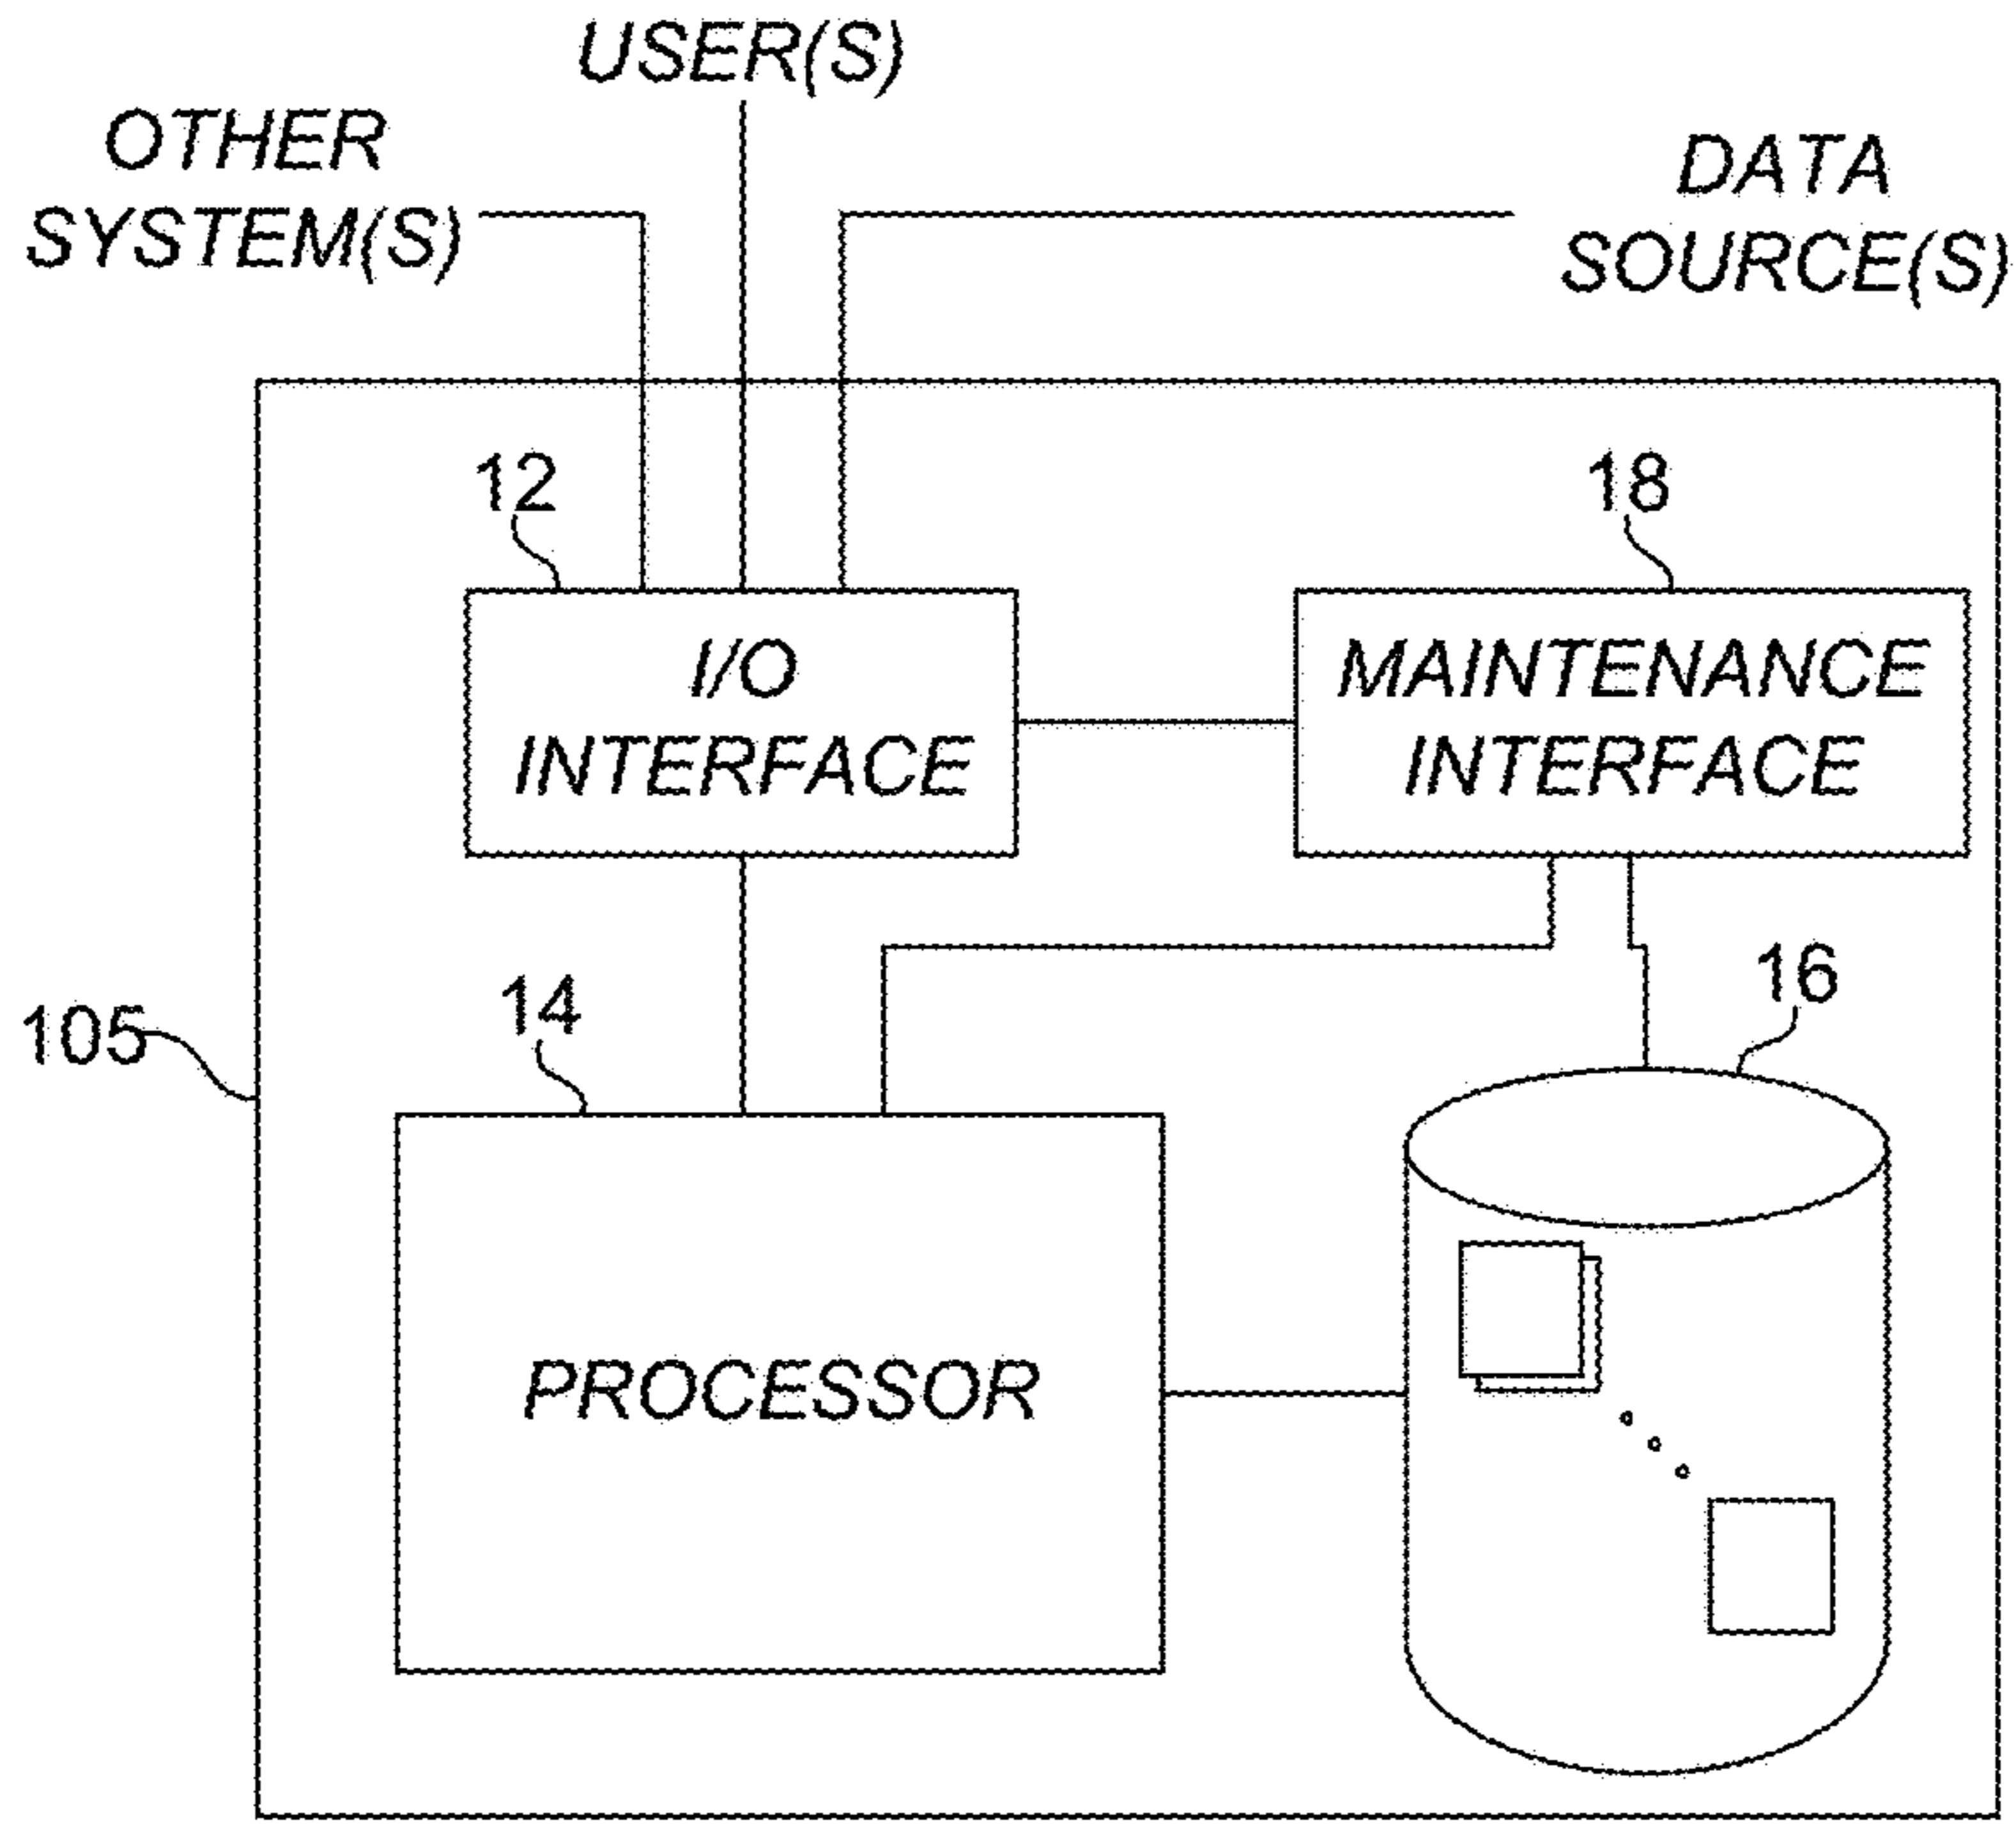 USER(S)
OTHER
SYSTEM(S)
DATA
SOURCE(S)
12
18
I/O
INTERFACE
MAINTENANCE
INTERFACE
14
16
105
PROCESSOR